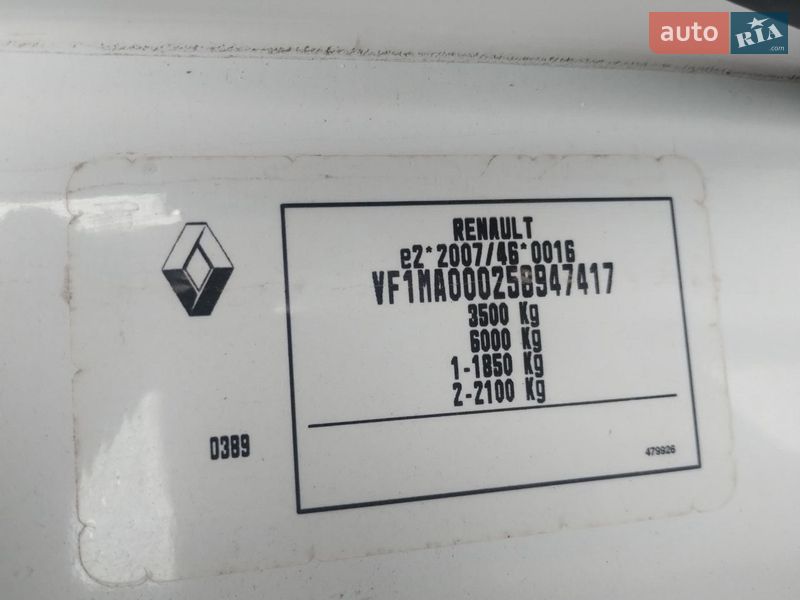 auto RIA
RENAULT
e2*2007/46*0016
VF1MA000258947417
3500 Kg
6000 Kg
1-1850 Kg
2-2100 Kg
D389
479926